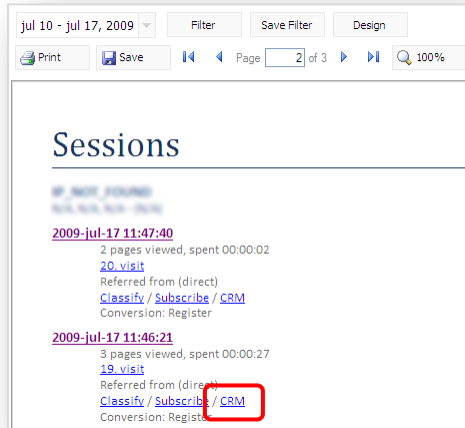 jul 10 - jul 17, 2009 Filter Save Filter Design
Print Save Page 2 of 3 100%
Sessions
IP_NOT_FOUND
N/A, N/A, N/A - (N/A)
2009-jul-17 11:47:40
2 pages viewed, spent 00:00:02
20. visit
Referred from (direct)
Classify / Subscribe / CRM
Conversion: Register
2009-jul-17 11:46:21
3 pages viewed, spent 00:00:27
19. visit
Referred from (direct)
Classify / Subscribe / CRM
Conversion: Register